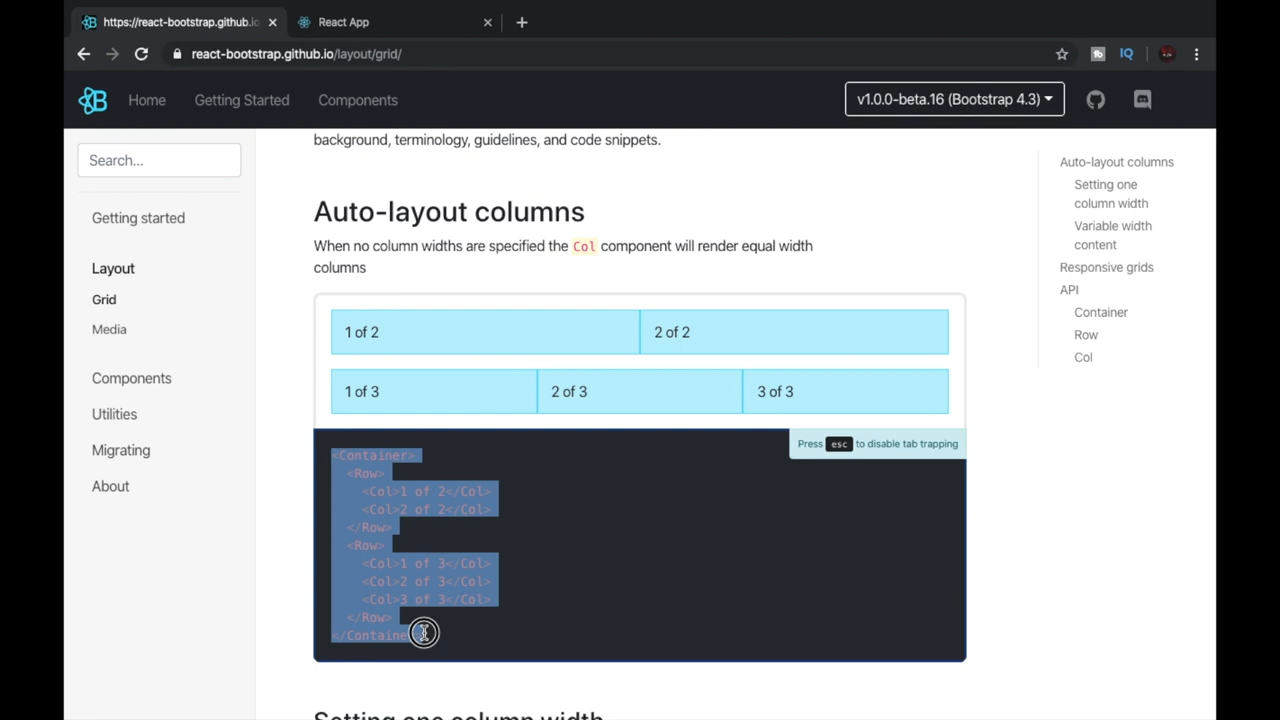 https://react-bootstrap.github.io
React App
react-bootstrap.github.io/layout/grid/
IQ
B
Home
Getting Started
Components
v1.0.0-beta.16 (Bootstrap 4.3)
Search...
Getting started
Layout
Grid
Media
Components
Utilities
Migrating
About
background, terminology, guidelines, and code snippets.
Auto-layout columns
When no column widths are specified the Col component will render equal width
columns
1 of 2
2 of 2
1 of 3
2 of 3
3 of 3
Press esc to disable tab trapping
<Container>
<Row>
<Col>1 of 2</Col>
<Col>2 of 2</Col>
</Row>
<Row>
<Col>1 of 3</Col>
<Col>2 of 3</Col>
<Col>3 of 3</Col>
</Row>
</Container>
Setting one column width
Auto-layout columns
Setting one
column width
Variable width
content
Responsive grids
API
Container
Row
Col